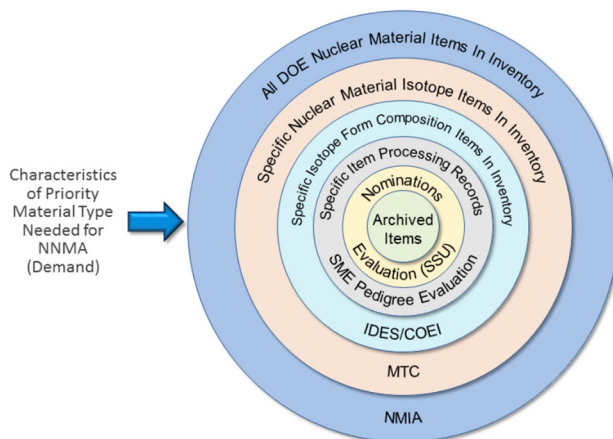 Characteristics
of Priority
Material Type
Needed for
NNMA
(Demand)
All DOE Nuclear Material Items In Inventory
Specific Nuclear Material Isotope Items In Inventory
Specific Isotope Form Composition Items In Inventory
Specific Item Processing Records
Nominations
Archived
Items
Evaluation (SSU)
SME Pedigree Evaluation
IDES/COEI
MTC
NMIA